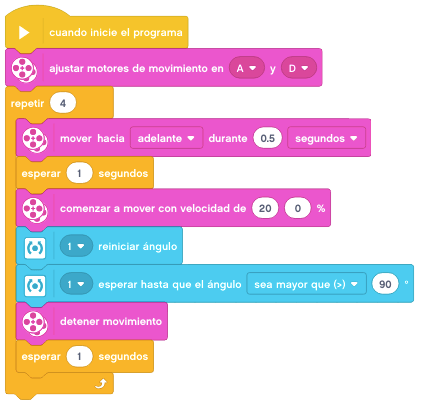 cuando inicie el programa
ajustar motores de movimiento en A y D
repetir 4
mover hacia adelante durante 0.5 segundos
esperar 1 segundos
comenzar a mover con velocidad de 20 0 %
1 reiniciar ángulo
1 esperar hasta que el ángulo sea mayor que (>) 90 °
detener movimiento
esperar 1 segundos